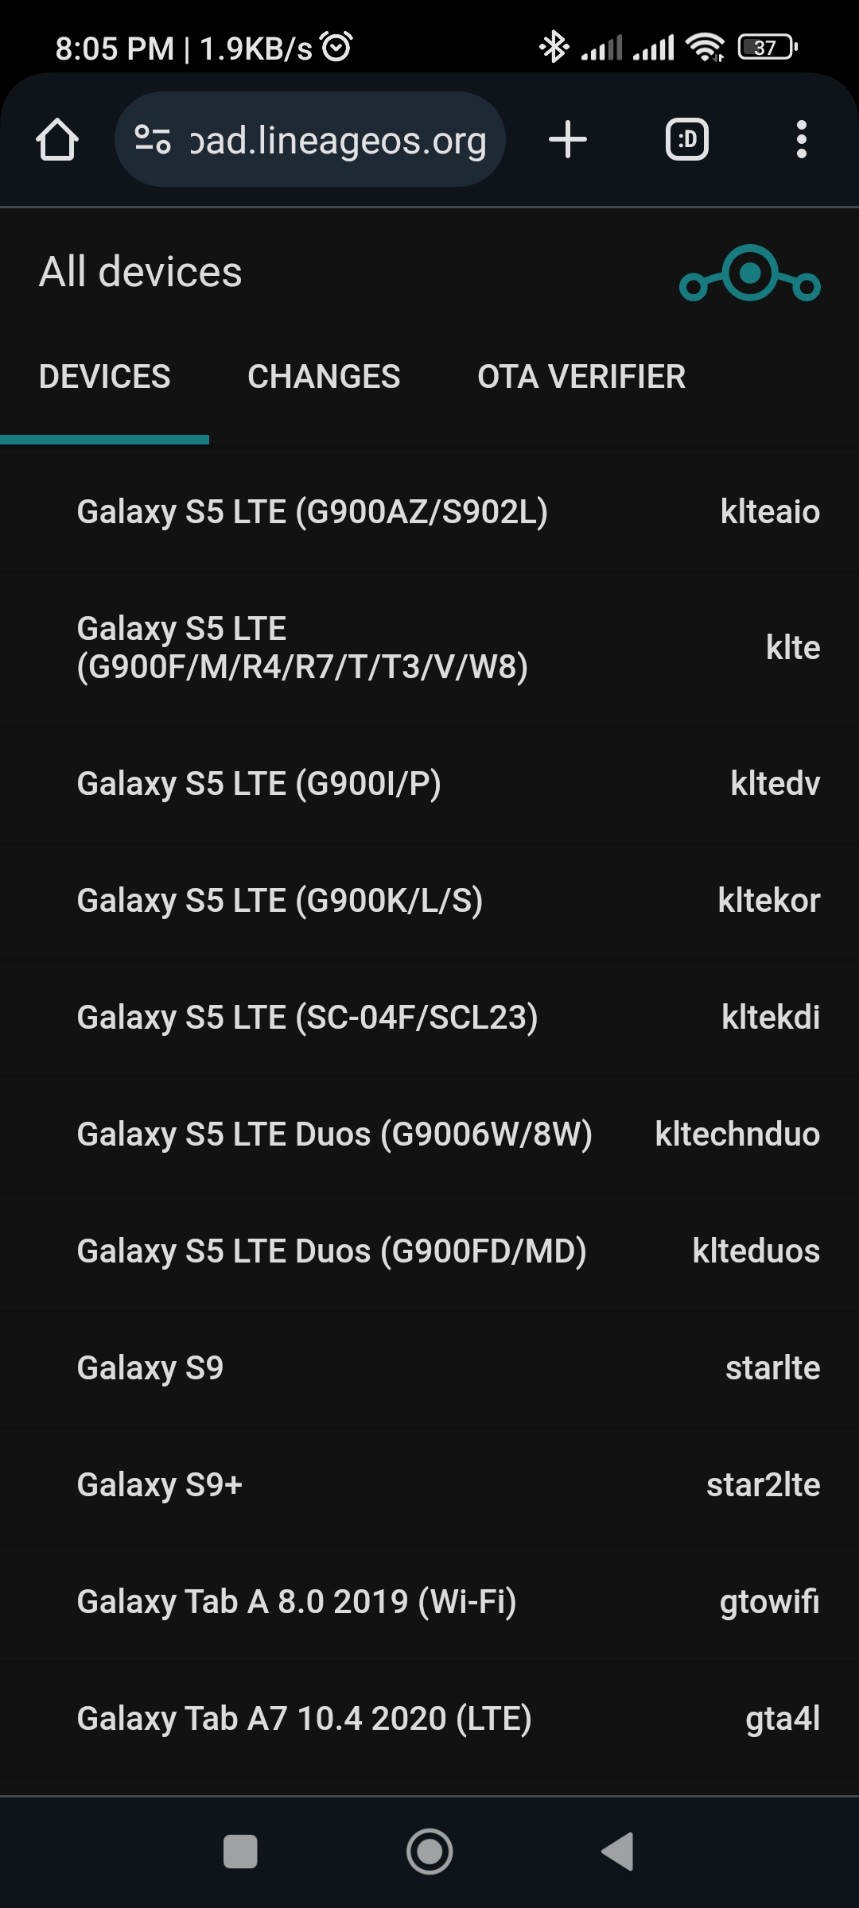 8:05 PM | 1.9KB/s
37
oad.lineageos.org
:D
All devices
DEVICES CHANGES OTA VERIFIER
Galaxy S5 LTE (G900AZ/S902L) klteaio
Galaxy S5 LTE
(G900F/M/R4/R7/T/T3/V/W8) klte
Galaxy S5 LTE (G900I/P) kltedv
Galaxy S5 LTE (G900K/L/S) kltekor
Galaxy S5 LTE (SC-04F/SCL23) kltekdi
Galaxy S5 LTE Duos (G9006W/8W) kltechnduo
Galaxy S5 LTE Duos (G900FD/MD) klteduos
Galaxy S9 starlte
Galaxy S9+ star2lte
Galaxy Tab A 8.0 2019 (Wi-Fi) gtowifi
Galaxy Tab A7 10.4 2020 (LTE) gta4l